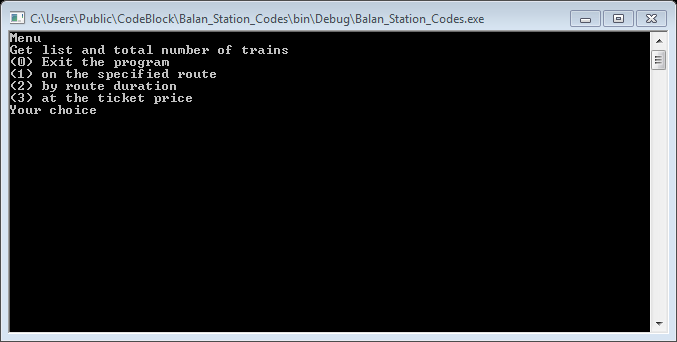 C:\Users\Public\CodeBlock\Balan_Station_Codes\bin\Debug\Balan_Station_Codes.exe
Menu
Get list and total number of trains
(0) Exit the program
(1) on the specified route
(2) by route duration
(3) at the ticket price
Your choice